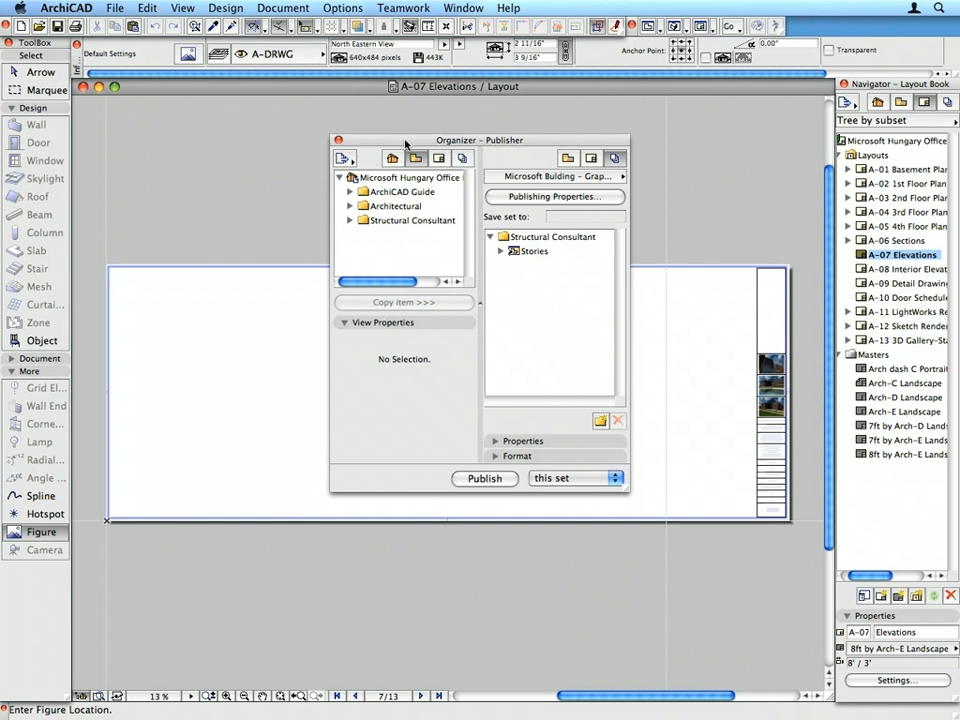 ArchiCAD File Edit View Design Document Options Teamwork Window Help
Go...
ToolBox
Select
Arrow
Marquee
Design
Wall
Door
Window
Skylight
Roof
Beam
Column
Slab
Stair
Mesh
Curtai...
Zone
Object
Document
More
Grid El...
Wall End
Corne...
Lamp
Radial...
Angle ...
Spline
Hotspot
Figure
Camera
Default Settings
A-DRWG
North Eastern View
640x484 pixels
443K
2 11/16"
3 9/16"
Anchor Point:
0,00°
Transparent
A-07 Elevations / Layout
Organizer - Publisher
Microsoft Hungary Office
ArchiCAD Guide
Architectural
Structural Consultant
Copy item >>>
View Properties
No Selection.
Microsoft Bulding - Grap...
Publishing Properties...
Save set to:
Structural Consultant
Stories
Properties
Format
Publish
this set
Navigator - Layout Book
Tree by subset
Microsoft Hungary Office
Layouts
A-01 Basement Plan
A-02 1st Floor Plan
A-03 2nd Floor Plan
A-04 3rd Floor Plan
A-05 4th Floor Plan
A-06 Sections
A-07 Elevations
A-08 Interior Elevat
A-09 Detail Drawing
A-10 Door Schedule
A-11 LightWorks Re
A-12 Sketch Render
A-13 3D Gallery-Sta
Masters
Arch dash C Portrait
Arch-C Landscape
Arch-D Landscape
Arch-E Landscape
7ft by Arch-D Lands
7ft by Arch-E Lands
8ft by Arch-E Lands
Properties
A-07 Elevations
8ft by Arch-E Landscape
8' / 3'
Settings...
13 %
7/13
Enter Figure Location.